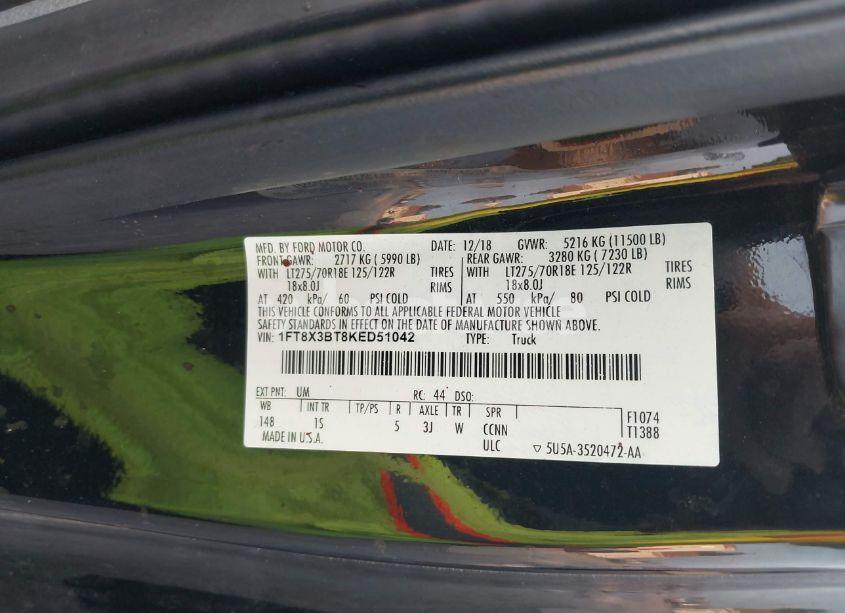 MFD. BY FORD MOTOR CO. DATE: 12/18 GVWR: 5216 KG (11500 LB)
FRONT GAWR: 2717 KG ( 5990 LB) REAR GAWR: 3280 KG ( 7230 LB)
WITH LT275/70R18E 125/122R TIRES WITH LT275/70R18E 125/122R TIRES
18x8.0J RIMS 18x8.0J RIMS
AT 420 kPa/ 60 PSI COLD AT 550 kPa/ 80 PSI COLD
THIS VEHICLE CONFORMS TO ALL APPLICABLE FEDERAL MOTOR VEHICLE
SAFETY STANDARDS IN EFFECT ON THE DATE OF MANUFACTURE SHOWN ABOVE.
VIN: 1FT8X3BT8KED51042 TYPE: Truck
EXT PNT: UM RC: 44 DSO:
WB INT TR TP/PS R AXLE TR SPR F1074
148 1S 5 3J W CCNN T1388
MADE IN U.S.A. ULC ▽ 5U5A-3520472-AA